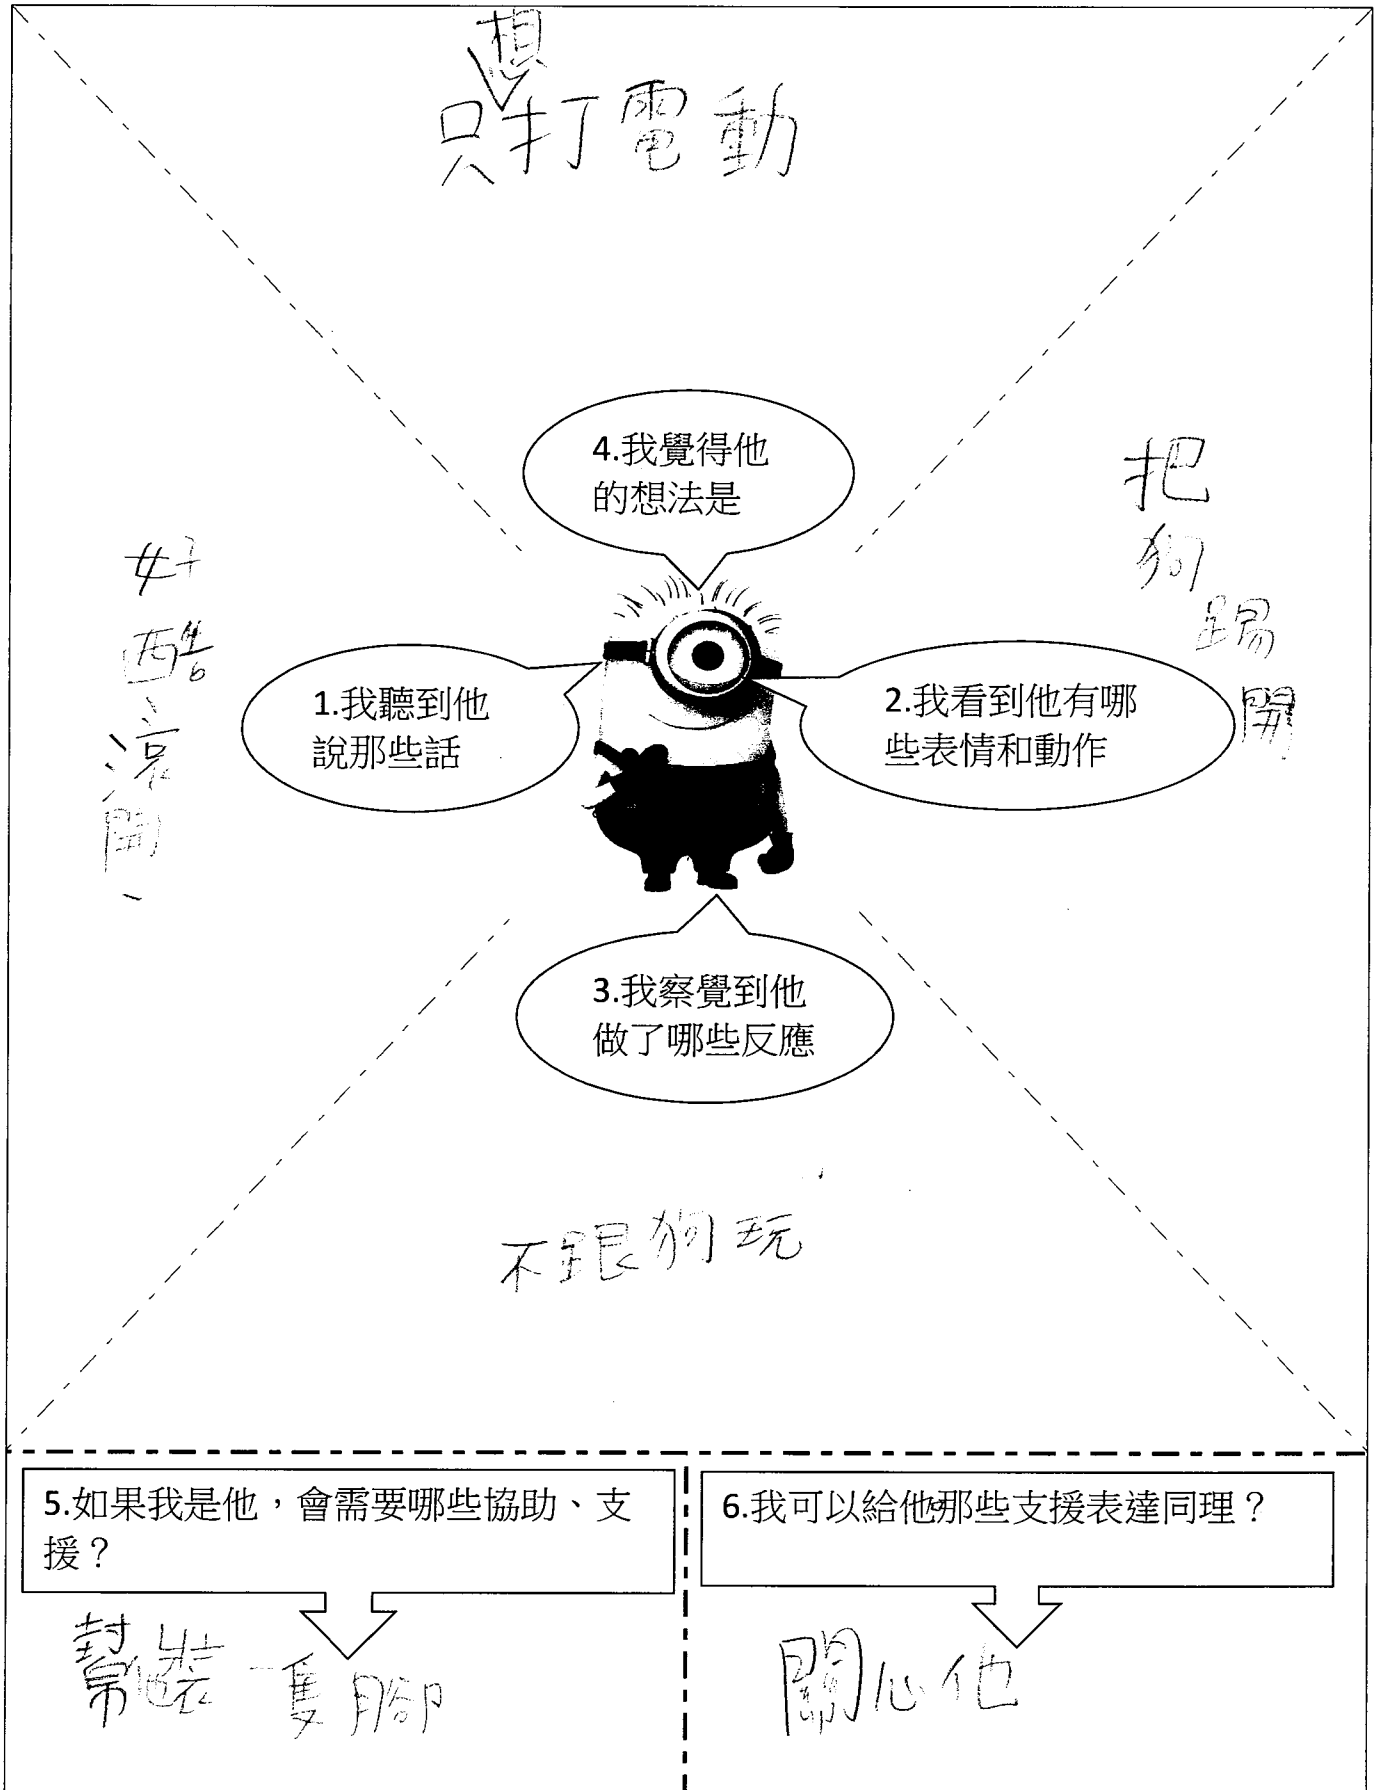 想
只打電動
4.我覺得他
的想法是
好
酷、
滾
開、
1.我聽到他
說那些話
2.我看到他有哪
些表情和動作
把
狗
踢
開
3.我察覺到他
做了哪些反應
不跟狗玩
5.如果我是他，會需要哪些協助、支
援？
幫他裝一隻腳
6.我可以給他哪些支援表達同理？
關心他